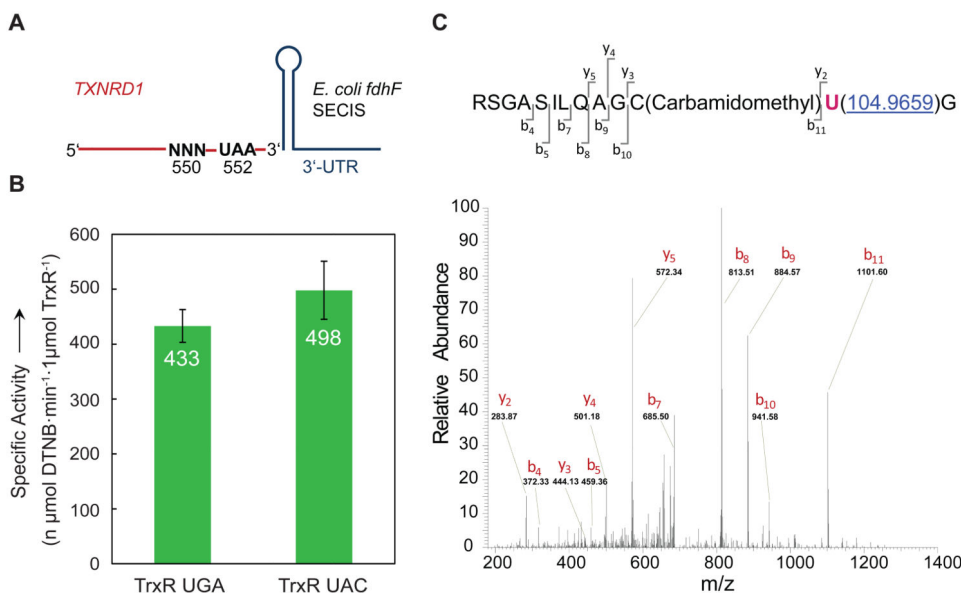 A
TXNRD1
E. coli fdhF
SECIS
5‘
NNN
UAA
3‘
550
552
3‘-UTR
B
Specific Activity ⟶
(n μmol DTNB·min⁻¹·1μmol TrxR⁻¹)
600
500
400
300
200
100
0
433
498
TrxR UGA
TrxR UAC
C
y4
y5
y3
y2
RSGASILQAGC(Carbamidomethyl)U(104.9659)G
b4
b7
b9
b11
b5
b8
b10
Relative Abundance
100
90
80
70
60
50
40
30
20
10
0
y5
572.34
b8
813.51
b9
884.57
b11
1101.60
y2
283.87
y4
501.18
b7
685.50
b10
941.58
b4
372.33
y3
444.13
b5
459.36
200
400
600
800
1000
1200
1400
m/z